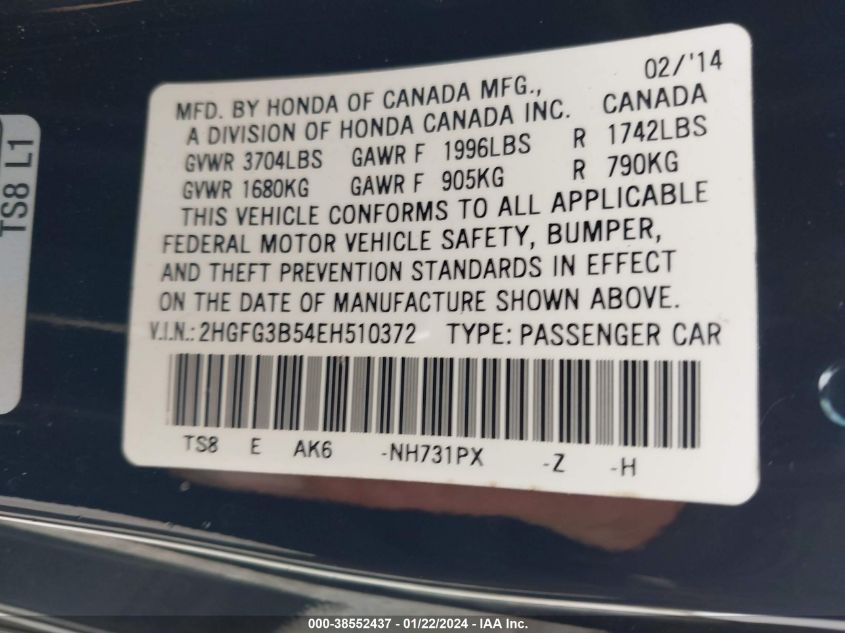 02/'14
MFD. BY HONDA OF CANADA MFG.,
A DIVISION OF HONDA CANADA INC. CANADA
GVWR 3704LBS GAWR F 1996LBS R 1742LBS
GVWR 1680KG GAWR F 905KG R 790KG
THIS VEHICLE CONFORMS TO ALL APPLICABLE
FEDERAL MOTOR VEHICLE SAFETY, BUMPER,
AND THEFT PREVENTION STANDARDS IN EFFECT
ON THE DATE OF MANUFACTURE SHOWN ABOVE.
V.I.N.: 2HGFG3B54EH510372 TYPE: PASSENGER CAR
TS8 E AK6 -NH731PX -Z -H
TS8 L1
000-38552437 - 01/22/2024 - IAA Inc.